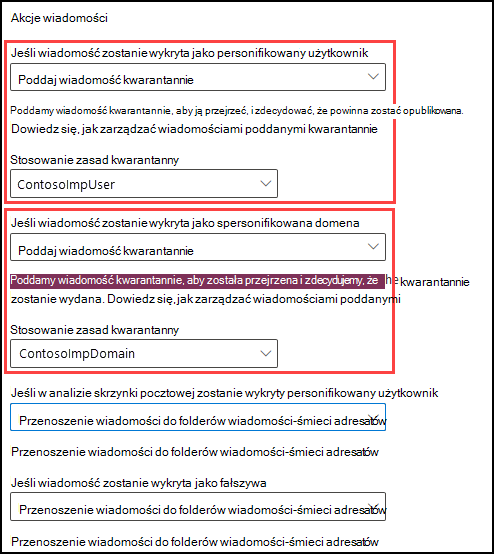 Akcje wiadomości
Jeśli wiadomość zostanie wykryta jako personifikowany użytkownik
Poddaj wiadomość kwarantannie
Poddamy wiadomość kwarantannie, aby ją przejrzeć, i zdecydować, że powinna zostać opublikowana.
Dowiedz się, jak zarządzać wiadomościami poddanymi kwarantannie
Stosowanie zasad kwarantanny
ContosoImpUser
Jeśli wiadomość zostanie wykryta jako spersonifikowana domena
Poddaj wiadomość kwarantannie
Poddamy wiadomość kwarantannie, aby została przejrzena i zdecydujemy, że he kwarantannie
zostanie wydana. Dowiedz się, jak zarządzać wiadomościami poddanymi
Stosowanie zasad kwarantanny
ContosoImpDomain
Jeśli w analizie skrzynki pocztowej zostanie wykryty personifikowany użytkownik
Przenoszenie wiadomości do folderów wiadomości-śmieci adresatów
Przenoszenie wiadomości do folderów wiadomości-śmieci adresatów
Jeśli wiadomość zostanie wykryta jako fałszywa
Przenoszenie wiadomości do folderów wiadomości-śmieci adresatów
Przenoszenie wiadomości do folderów wiadomości-śmieci adresatów